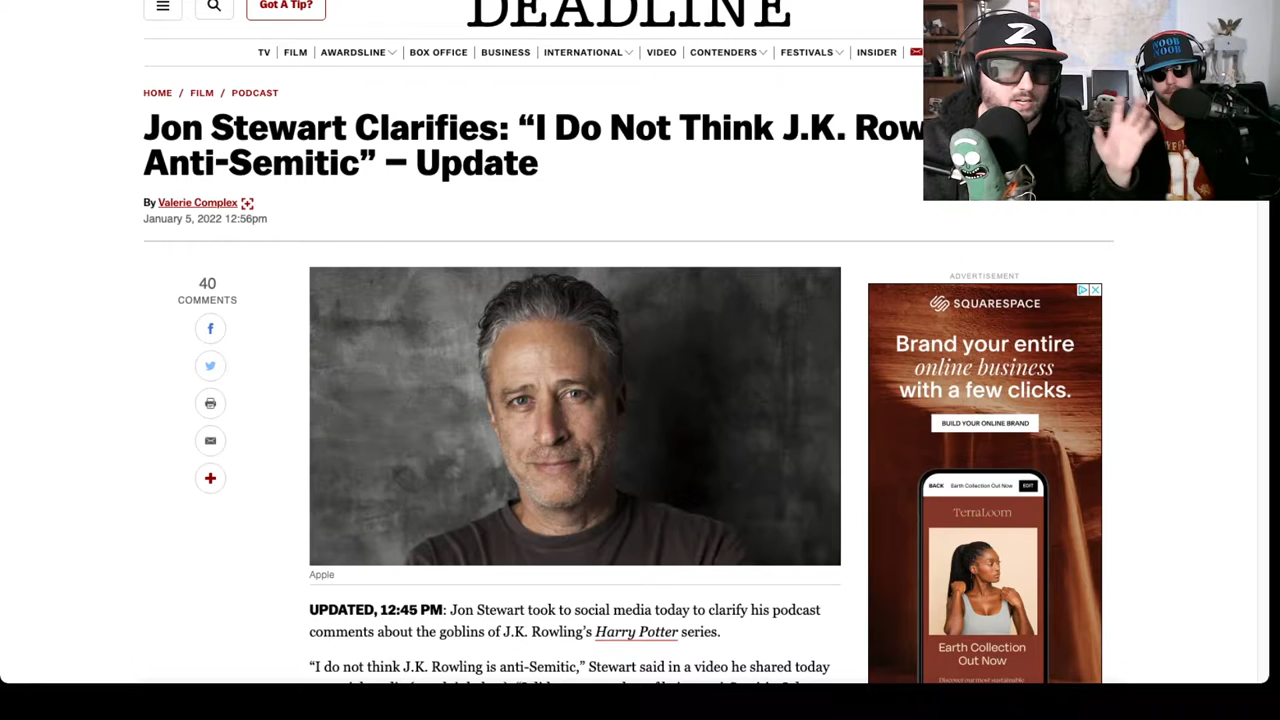 Got A Tip?
DEADLINE
TV | FILM | AWARDSLINE | BOX OFFICE | BUSINESS | INTERNATIONAL | VIDEO | CONTENDERS | FESTIVALS | INSIDER |
HOME / FILM / PODCAST
Jon Stewart Clarifies: “I Do Not Think J.K. Row
Anti-Semitic” – Update
By Valerie Complex
January 5, 2022 12:56pm
Z
NOOB
NOOB
40
COMMENTS
Apple
UPDATED, 12:45 PM: Jon Stewart took to social media today to clarify his podcast
comments about the goblins of J.K. Rowling’s Harry Potter series.
“I do not think J.K. Rowling is anti-Semitic,” Stewart said in a video he shared today
ADVERTISEMENT
SQUARESPACE
Brand your entire
online business
with a few clicks.
BUILD YOUR ONLINE BRAND
BACK Earth Collection Out Now EDIT
TerraLoom
Earth Collection
Out Now